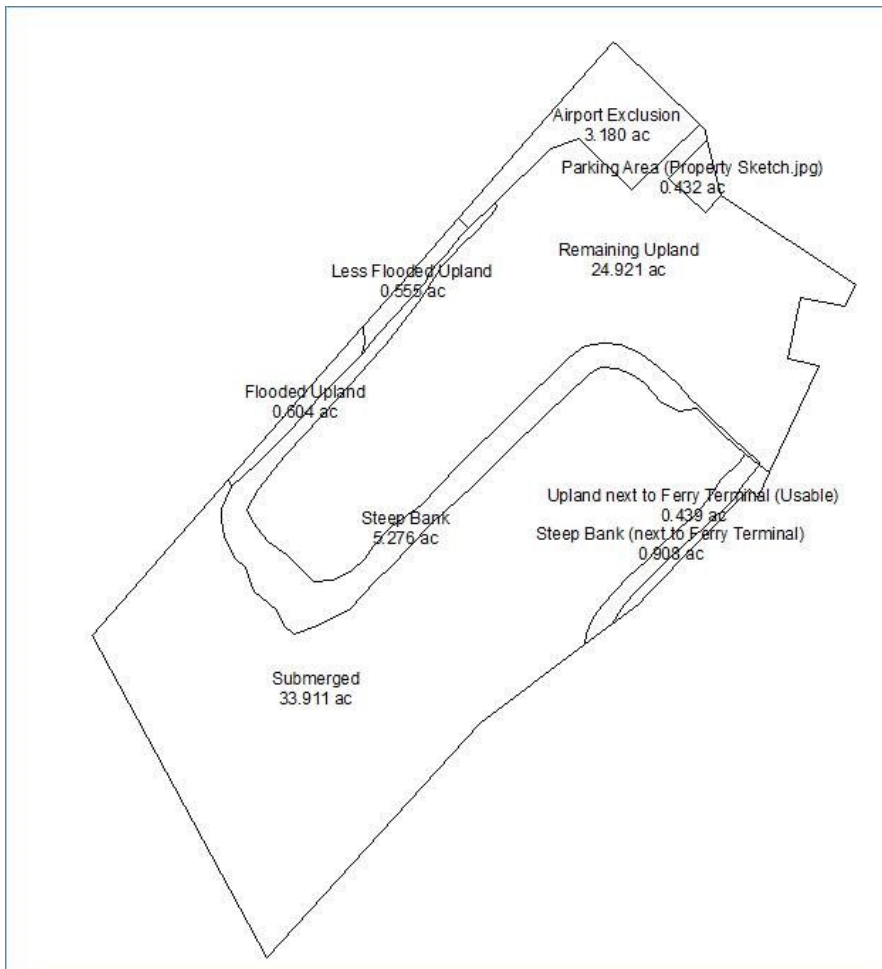 Airport Exclusion
3.180 ac
Parking Area (Property Sketch.jpg)
0.432 ac
Remaining Upland
24.921 ac
Less Flooded Upland
0.555 ac
Flooded Upland
0.604 ac
Upland next to Ferry Terminal (Usable)
0.439 ac
Steep Bank
5.276 ac
Steep Bank (next to Ferry Terminal)
0.908 ac
Submerged
33.911 ac